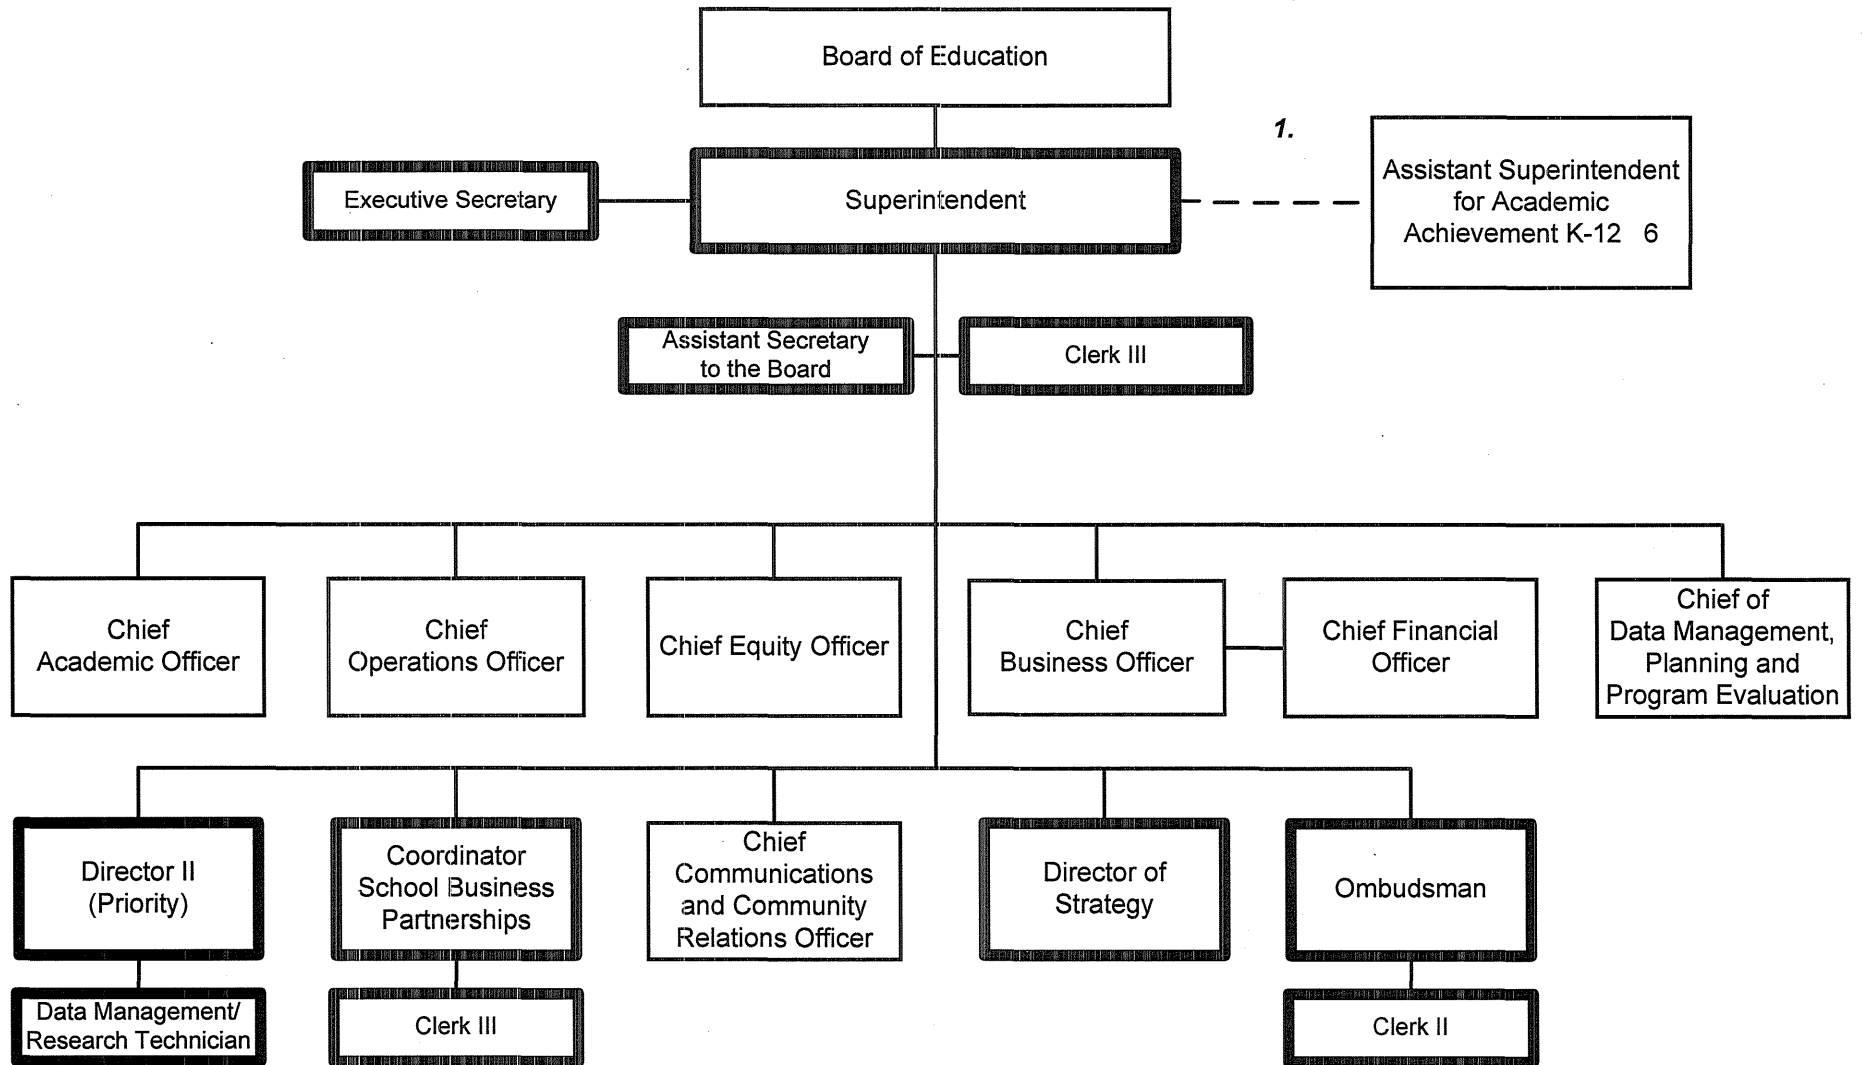 Board of Education
1.
Executive Secretary
Superintendent
Assistant Superintendent
for Academic
Achievement K-12 6
Assistant Secretary
to the Board
Clerk III
Chief
Academic Officer
Chief
Operations Officer
Chief Equity Officer
Chief
Business Officer
Chief Financial
Officer
Chief of
Data Management,
Planning and
Program Evaluation
Director II
(Priority)
Coordinator
School Business
Partnerships
Chief
Communications
and Community
Relations Officer
Director of
Strategy
Ombudsman
Data Management/
Research Technician
Clerk III
Clerk II